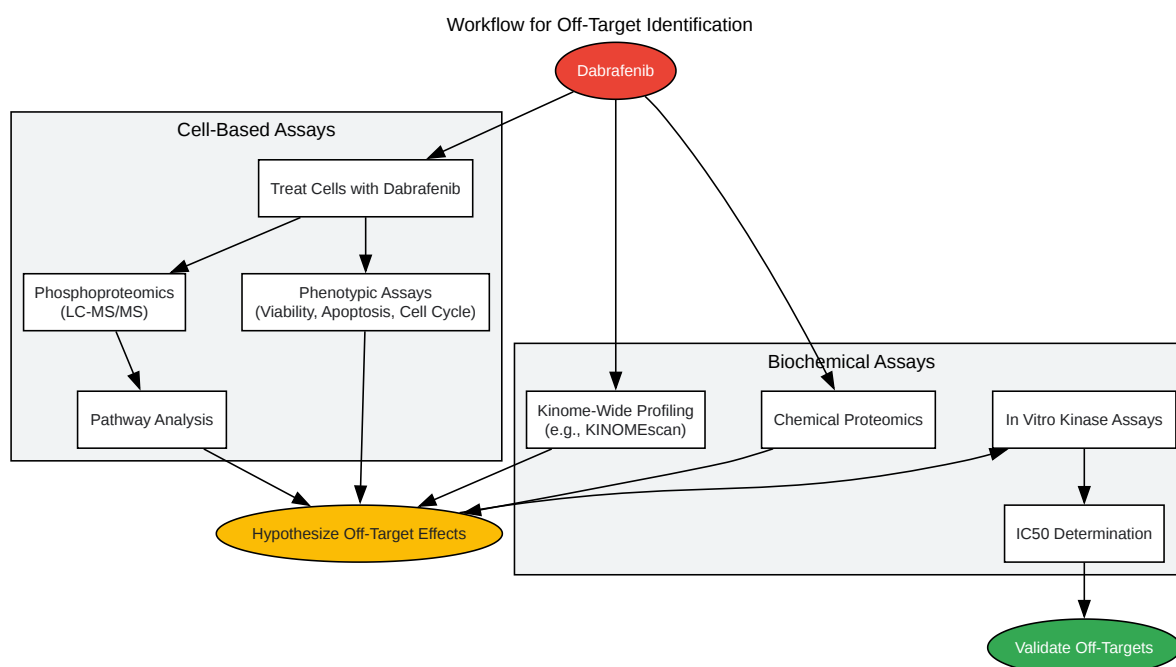 Workflow for Off-Target Identification
Dabrafenib
Cell-Based Assays
Treat Cells with Dabrafenib
Phosphoproteomics
(LC-MS/MS)
Phenotypic Assays
(Viability, Apoptosis, Cell Cycle)
Pathway Analysis
Biochemical Assays
Kinome-Wide Profiling
(e.g., KINOMEscan)
Chemical Proteomics
In Vitro Kinase Assays
Hypothesize Off-Target Effects
IC50 Determination
Validate Off-Targets